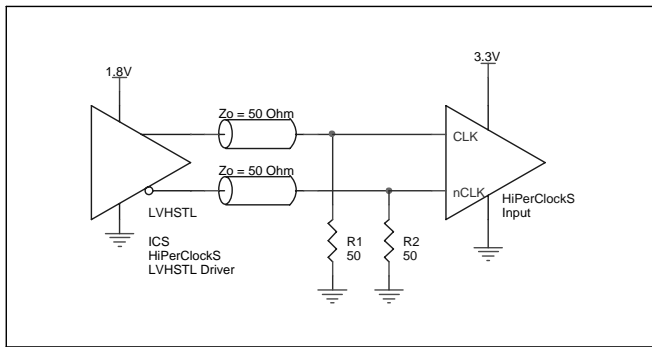 1.8V
3.3V
Zo = 50 Ohm
CLK
Zo = 50 Ohm
nCLK
HiPerClockS
Input
LVHSTL
ICS
HiPerClockS
LVHSTL Driver
R1
50
R2
50